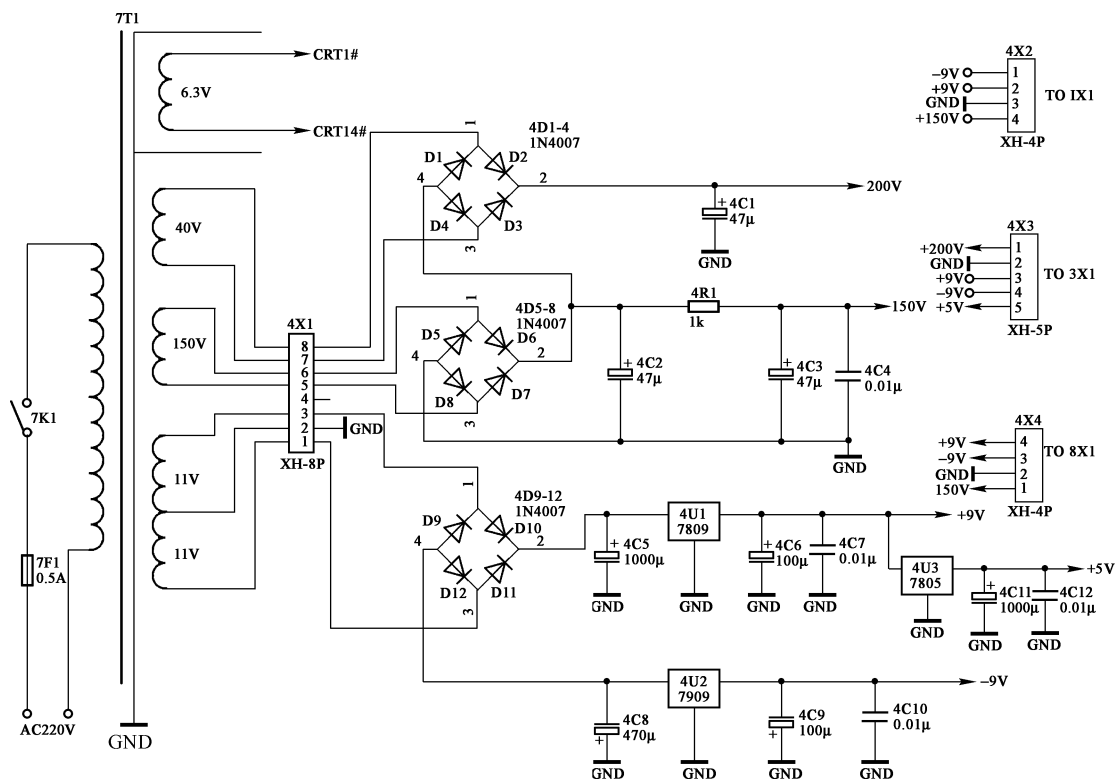 7T1
CRT1#
6.3V
CRT14#
40V
150V
11V
11V
7K1
7F1
0.5A
AC220V
GND
4X1
8
7
6
5
4
3
2
1
XH-8P
GND
4D1-4
1N4007
1
D1
D2
4
2
D4
D3
3
200V
4C1
47μ
GND
4D5-8
1N4007
1
D5
D6
4
2
D8
D7
3
4R1
1k
150V
4C2
47μ
4C3
47μ
4C4
0.01μ
GND
4D9-12
1N4007
1
D9
D10
4
2
D12
D11
3
4C5
1000μ
GND
4U1
7809
GND
4C6
100μ
GND
4C7
0.01μ
GND
+9V
4U3
7805
GND
4C11
1000μ
GND
4C12
0.01μ
GND
+5V
4C8
470μ
GND
4U2
7909
GND
4C9
100μ
GND
4C10
0.01μ
GND
−9V
4X2
−9V 1
+9V 2
GND 3
+150V 4
TO 1X1
XH-4P
4X3
+200V 1
GND 2
+9V 3
−9V 4
+5V 5
TO 3X1
XH-5P
4X4
+9V 4
−9V 3
GND 2
150V 1
TO 8X1
XH-4P